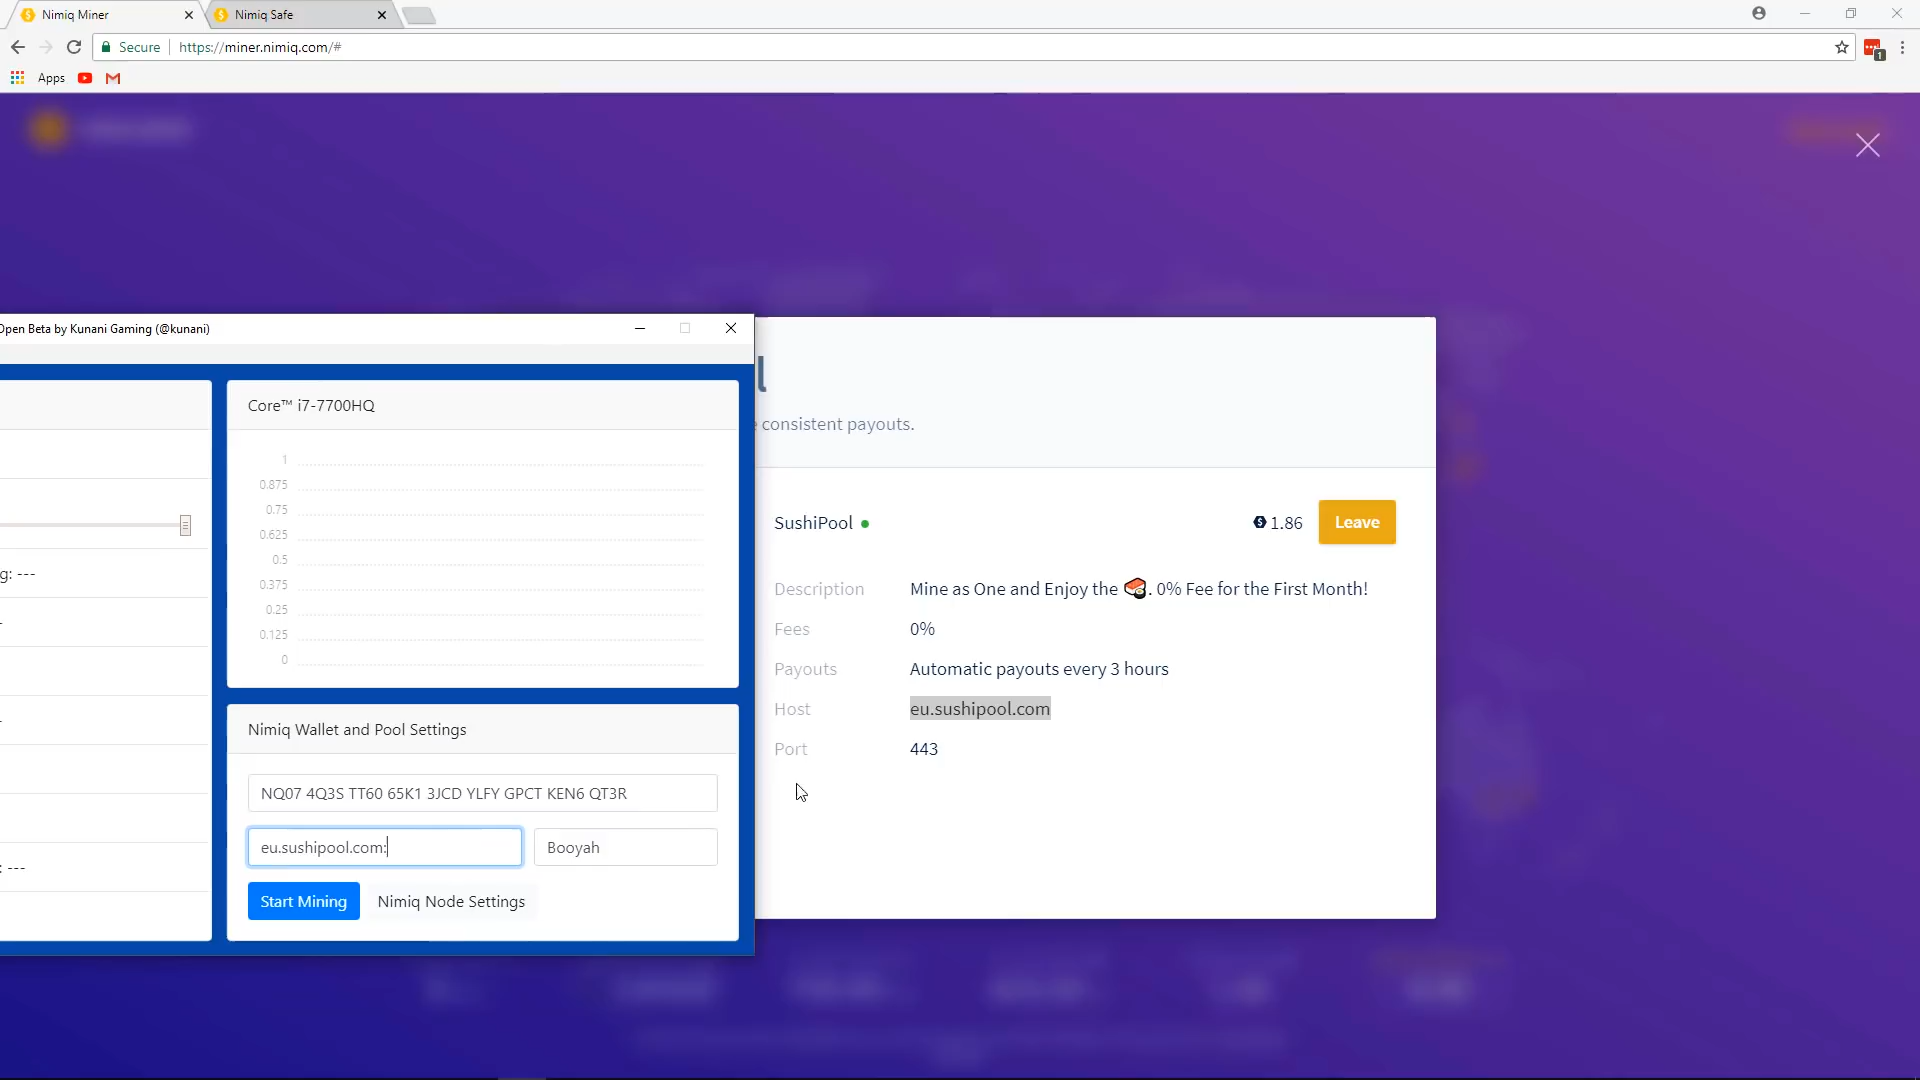 Nimiq Miner
Nimiq Safe
Secure
https://miner.nimiq.com/#
1
Apps
Open Beta by Kunani Gaming (@kunani)
Core™ i7-7700HQ
1
0.875
0.75
0.625
0.5
0.375
0.25
0.125
0
g: ---
-
-
: ---
Nimiq Wallet and Pool Settings
NQ07 4Q3S TT60 65K1 3JCD YLFY GPCT KEN6 QT3R
eu.sushipool.com:
Booyah
Start Mining
Nimiq Node Settings
l
e consistent payouts.
SushiPool
1.86
Leave
Description
Mine as One and Enjoy the 🍣. 0% Fee for the First Month!
Fees
0%
Payouts
Automatic payouts every 3 hours
Host
eu.sushipool.com
Port
443